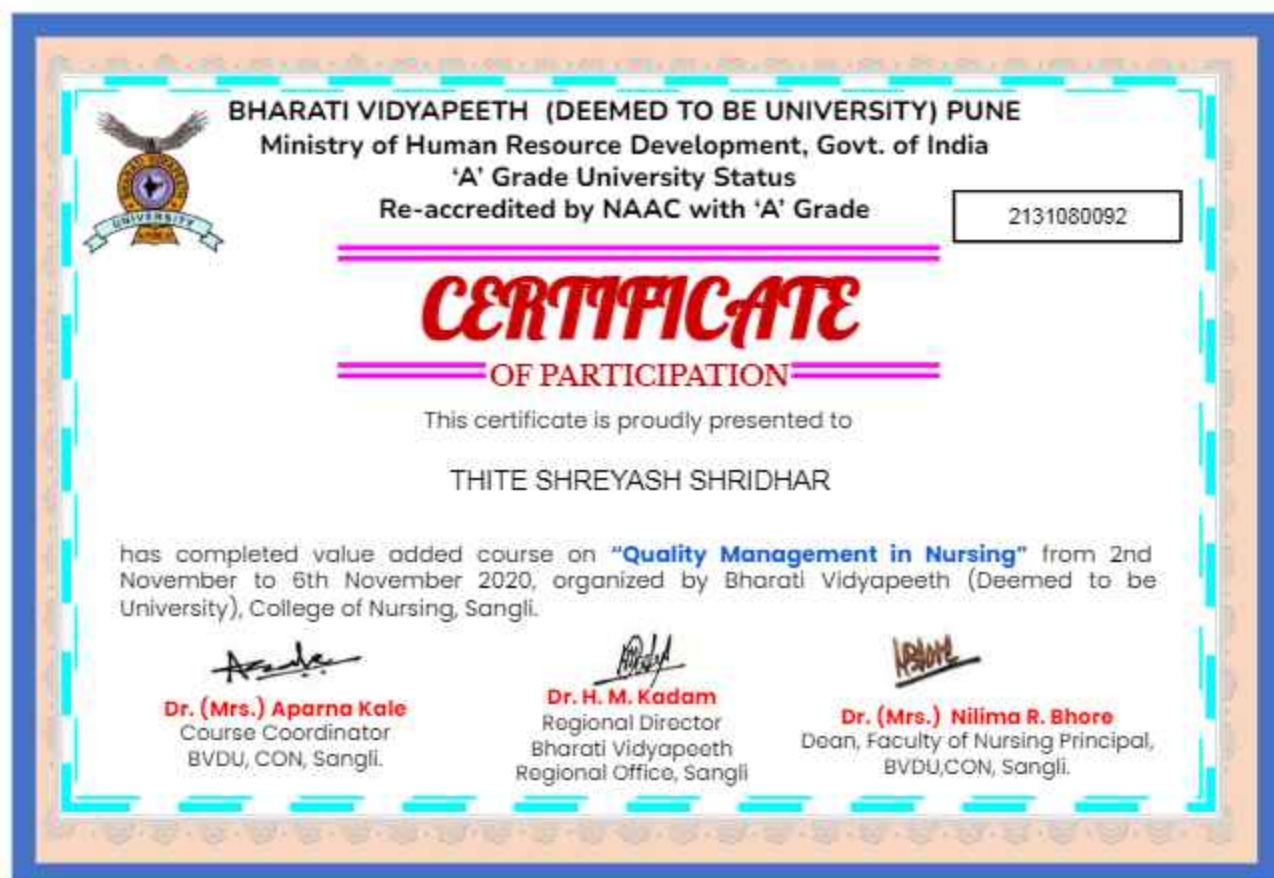 BHARATI VIDYAPEETH (DEEMED TO BE UNIVERSITY) PUNE
Ministry of Human Resource Development, Govt. of India
‘A’ Grade University Status
Re-accredited by NAAC with ‘A’ Grade
2131080092
BHARATI VIDYAPEETH
UNIVERSITY
CERTIFICATE
OF PARTICIPATION
This certificate is proudly presented to
THITE SHREYASH SHRIDHAR
has completed value added course on “Quality Management in Nursing” from 2nd
November to 6th November 2020, organized by Bharati Vidyapeeth (Deemed to be
University), College of Nursing, Sangli.
Dr. (Mrs.) Aparna Kale
Course Coordinator
BVDU, CON, Sangli.
Dr. H. M. Kadam
Regional Director
Bharati Vidyapeeth
Regional Office, Sangli
Dr. (Mrs.) Nilima R. Bhore
Dean, Faculty of Nursing Principal,
BVDU,CON, Sangli.